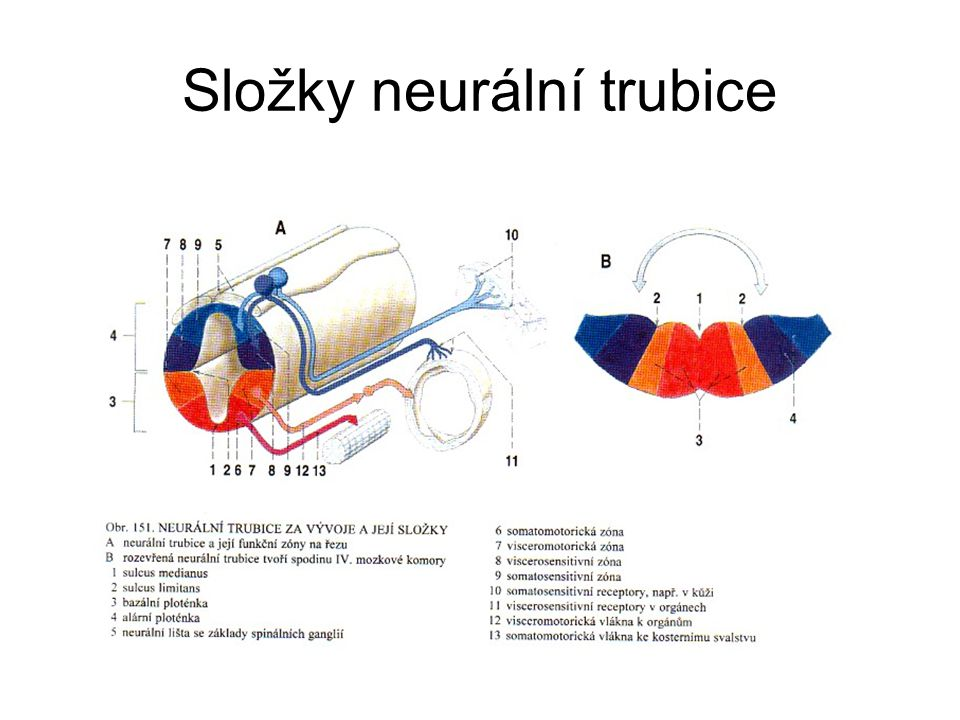 Složky neurální trubice
A
7 8 9 5
10
B
2 1 2
4
3
3
4
1 2 6 7 8 9 12 13
11
Obr. 151. NEURÁLNÍ TRUBICE ZA VÝVOJE A JEJÍ SLOŽKY
A neurální trubice a její funkční zóny na řezu
B rozevřená neurální trubice tvoří spodinu IV. mozkové komory
1 sulcus medianus
2 sulcus limitans
3 bazální ploténka
4 alární ploténka
5 neurální lišta se základy spinálních ganglií
6 somatomotorická zóna
7 visceromotorická zóna
8 viscerosensitivní zóna
9 somatosensitivní zóna
10 somatosensitivní receptory, např. v kůži
11 viscerosensitivní receptory v orgánech
12 visceromotorická vlákna k orgánům
13 somatomotorická vlákna ke kosternímu svalstvu